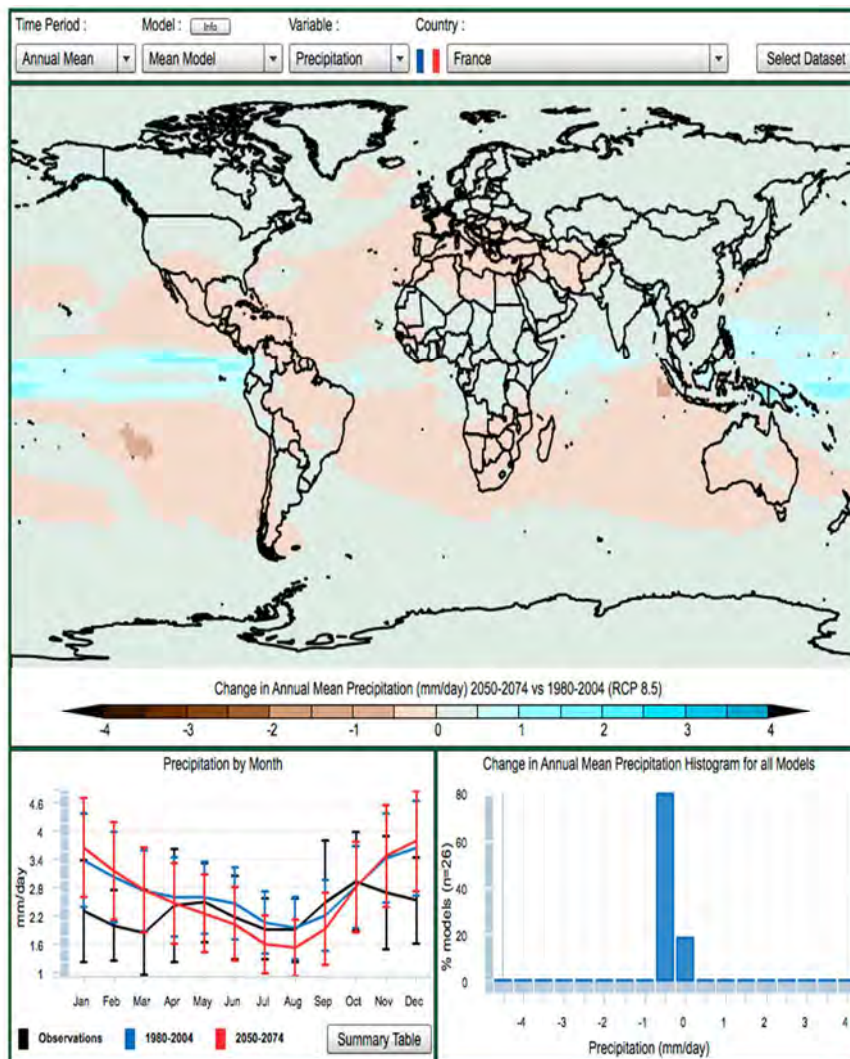 Time Period : Model : Info Variable : Country :
Annual Mean Mean Model Precipitation France Select Dataset
Change in Annual Mean Precipitation (mm/day) 2050-2074 vs 1980-2004 (RCP 8.5)
-4 -3 -2 -1 0 1 2 3 4
Precipitation by Month
4.6
4
3.4
2.8
2.2
1.6
1
mm/day
Jan Feb Mar Apr May Jun Jul Aug Sep Oct Nov Dec
Observations 1980-2004 2050-2074 Summary Table
Change in Annual Mean Precipitation Histogram for all Models
80
60
40
20
0
% models (n=26)
-4 -3 -2 -1 0 1 2 3 4
Precipitation (mm/day)